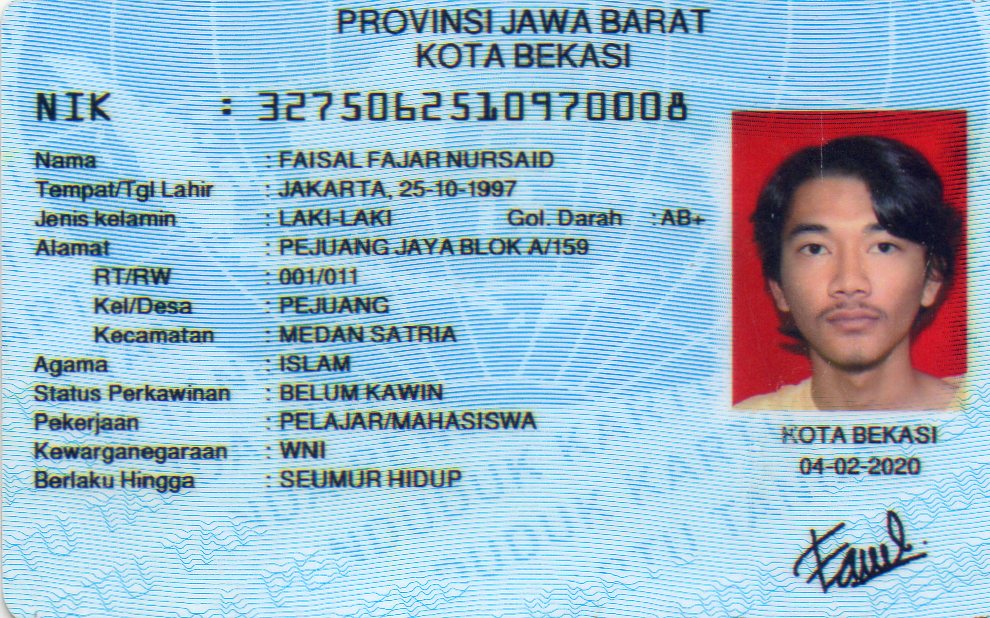 PROVINSI JAWA BARAT
KOTA BEKASI
NIK : 3275062510970008
Nama : FAISAL FAJAR NURSAID
Tempat/Tgl Lahir : JAKARTA, 25-10-1997
Jenis kelamin : LAKI-LAKI Gol. Darah : AB+
Alamat : PEJUANG JAYA BLOK A/159
RT/RW : 001/011
Kel/Desa : PEJUANG
Kecamatan : MEDAN SATRIA
Agama : ISLAM
Status Perkawinan : BELUM KAWIN
Pekerjaan : PELAJAR/MAHASISWA
Kewarganegaraan : WNI
Berlaku Hingga : SEUMUR HIDUP
KOTA BEKASI
04-02-2020